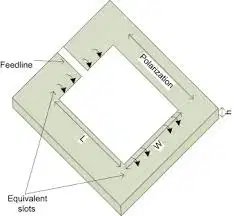 Feedline
Polarization
h
L
W
Equivalent
slots